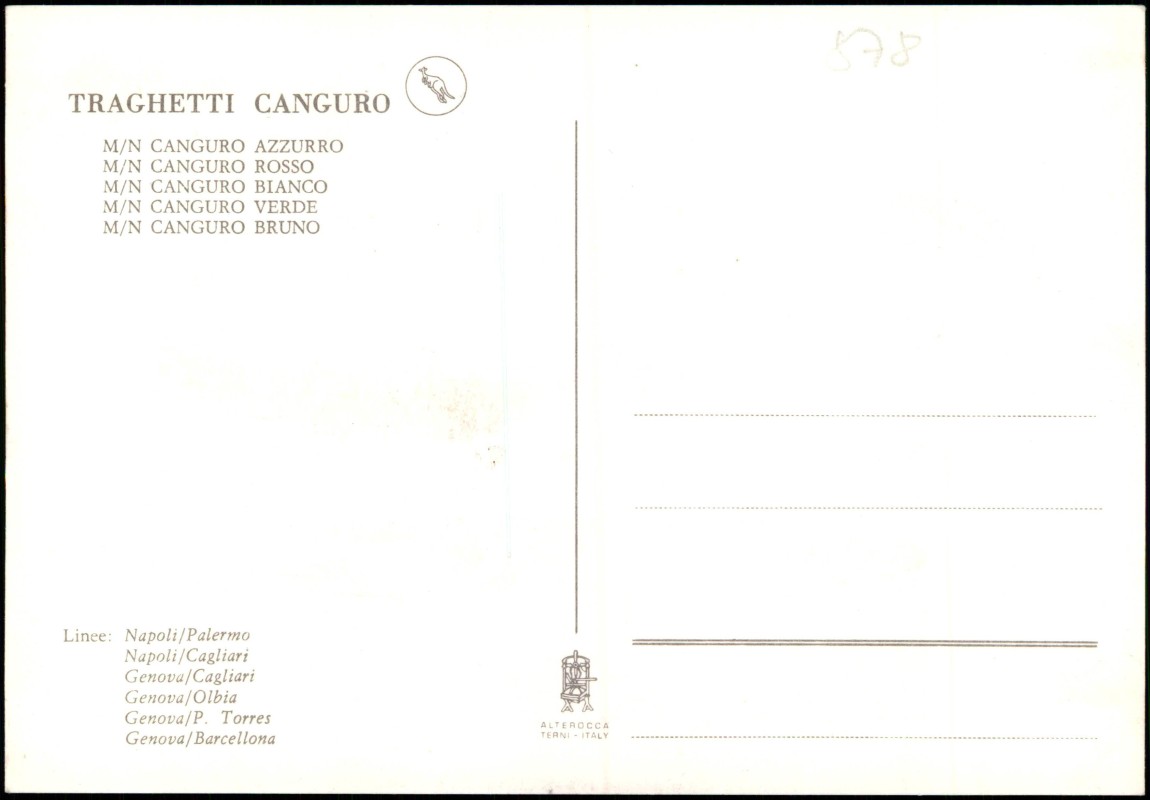 578
TRAGHETTI CANGURO
M/N CANGURO AZZURRO
M/N CANGURO ROSSO
M/N CANGURO BIANCO
M/N CANGURO VERDE
M/N CANGURO BRUNO
Linee: Napoli/Palermo
Napoli/Cagliari
Genova/Cagliari
Genova/Olbia
Genova/P. Torres
Genova/Barcellona
ALTEROCCA
TERNI - ITALY